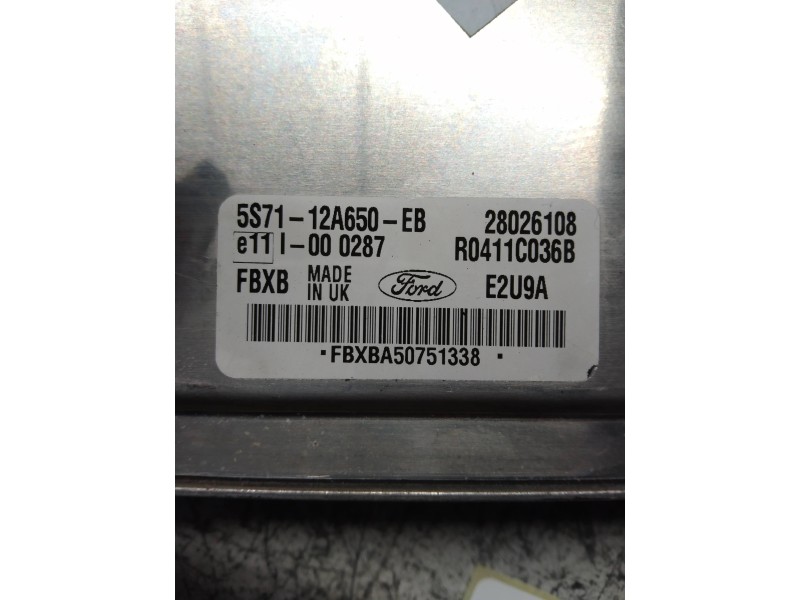 5S71-12A650-EB 28026108
e11 I-00 0287 R0411C036B
FBXB MADE IN UK Ford E2U9A
•FBXBA50751338 •